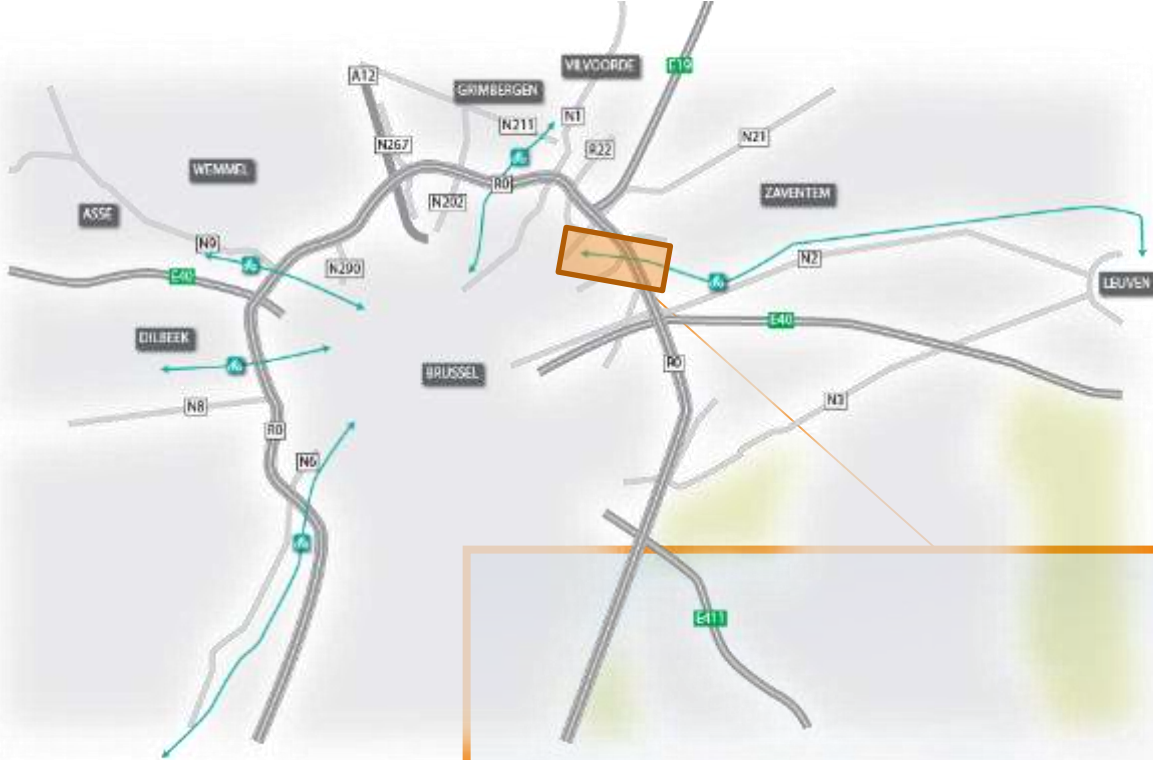 VILVOORDE
E19
A12
GRIMBERGEN
N1
N211
N21
N267
R22
WEMMEL
R0
ZAVENTEM
N202
ASSE
N9
N2
N290
E40
LEUVEN
E40
DILBEEK
R0
BRUSSEL
N8
N3
R0
N6
E411